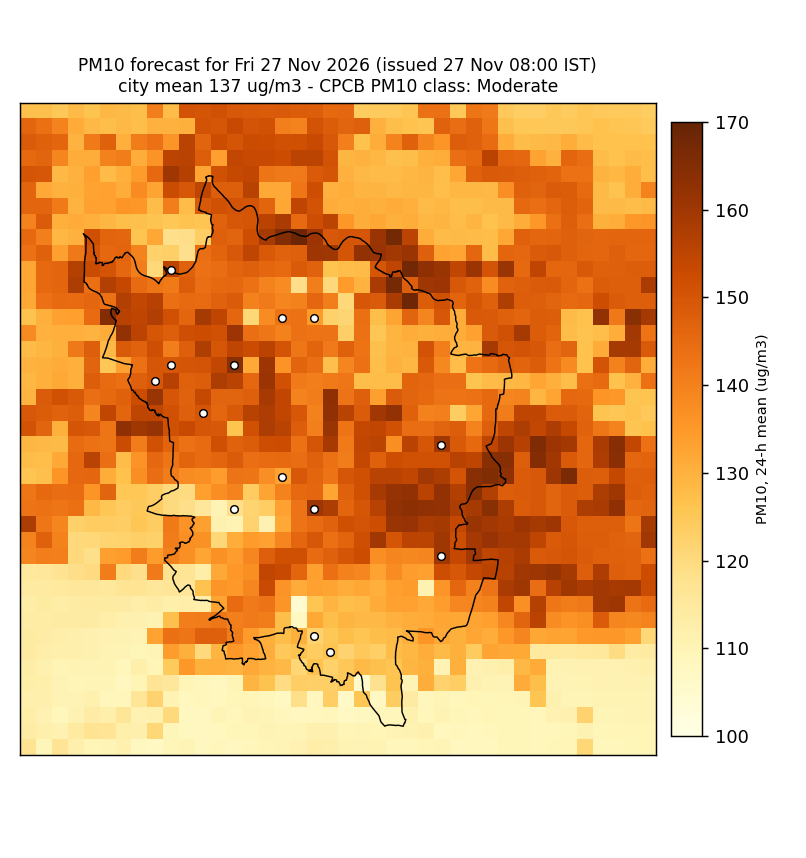 PM10 forecast for Fri 27 Nov 2026 (issued 27 Nov 08:00 IST)
city mean 137 ug/m3 - CPCB PM10 class: Moderate
170
160
150
140
130
120
110
100
PM10, 24-h mean (ug/m3)